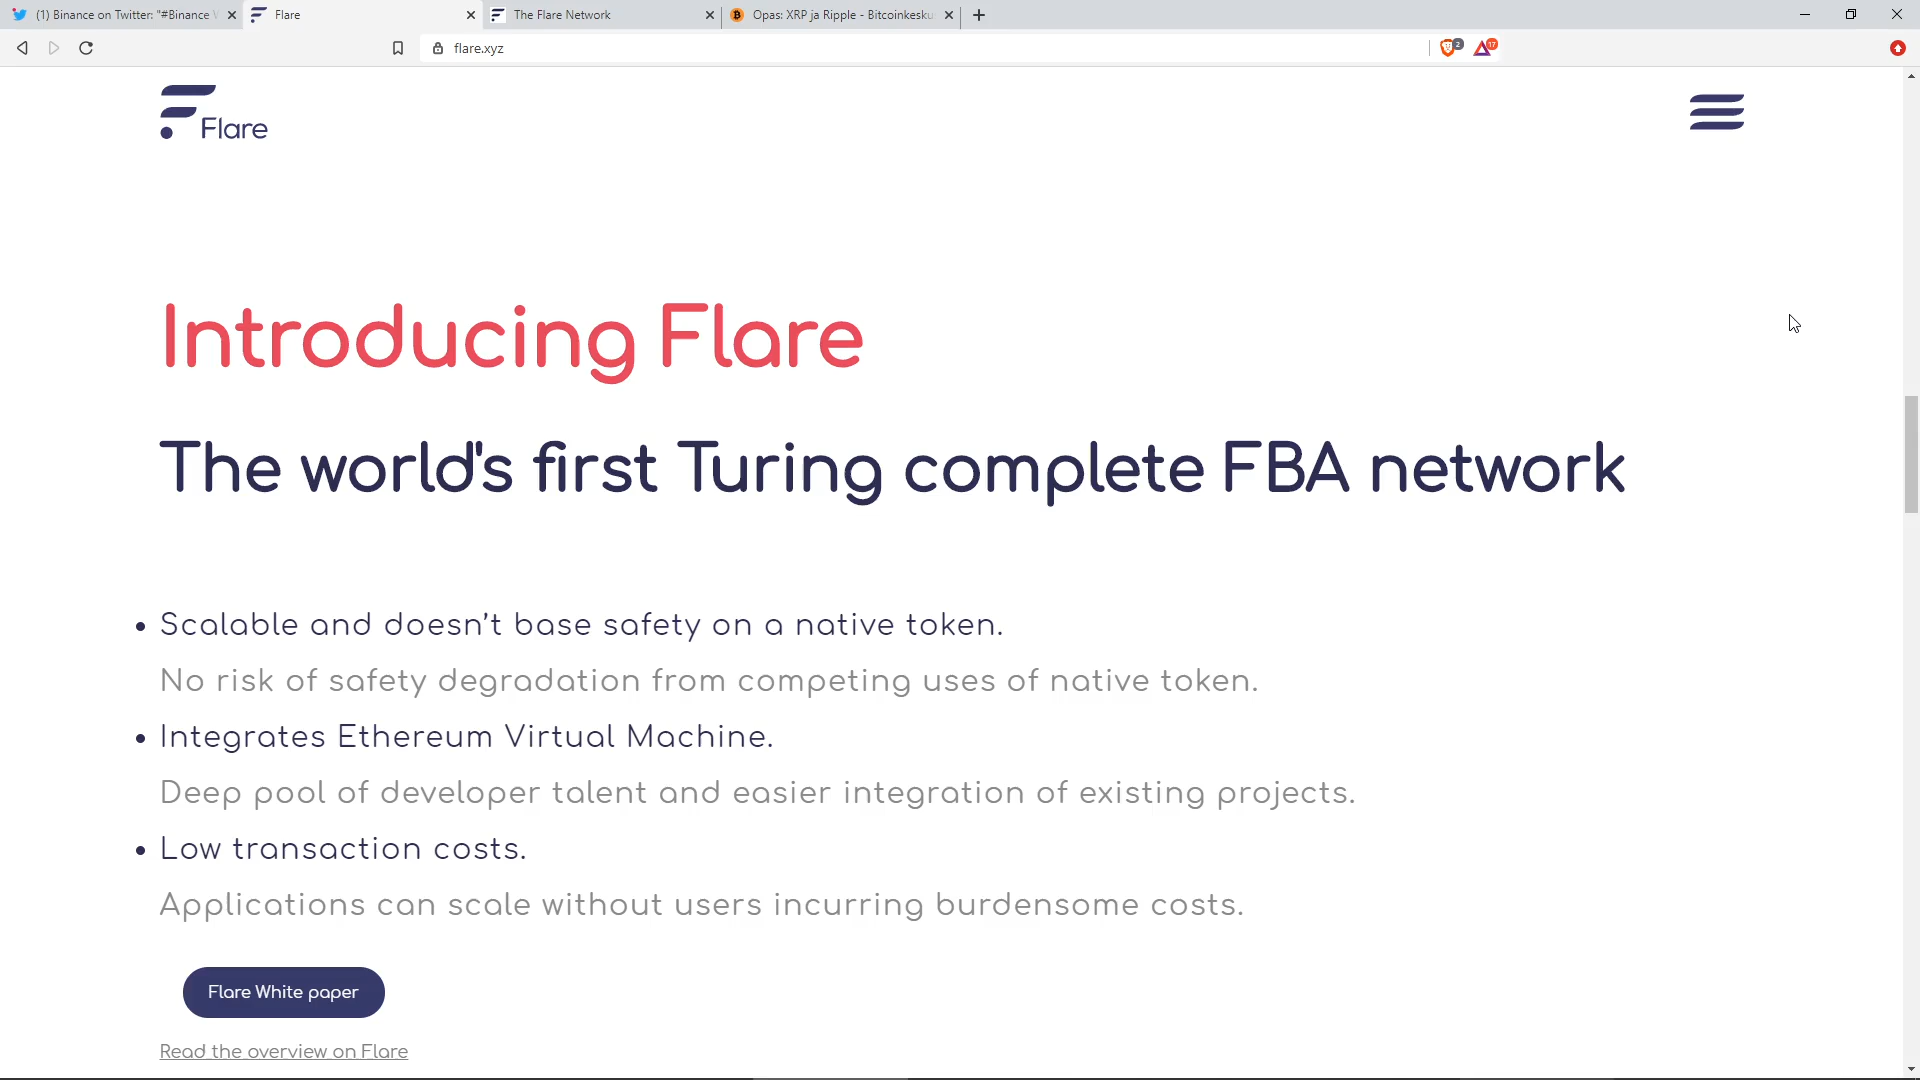 (1) Binance on Twitter: "#Binance
Flare
The Flare Network
Opas: XRP ja Ripple - Bitcoinkesku
flare.xyz
2
17
Flare
Introducing Flare
The world's first Turing complete FBA network
Scalable and doesn’t base safety on a native token.
No risk of safety degradation from competing uses of native token.
Integrates Ethereum Virtual Machine.
Deep pool of developer talent and easier integration of existing projects.
Low transaction costs.
Applications can scale without users incurring burdensome costs.
Flare White paper
Read the overview on Flare